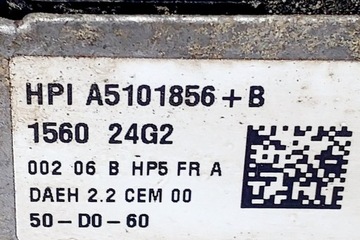 HPI A5101856+B
1560 24G2
002 06 B HP5 FR A
DAEH 2.2 CEM 00
50-D0-60